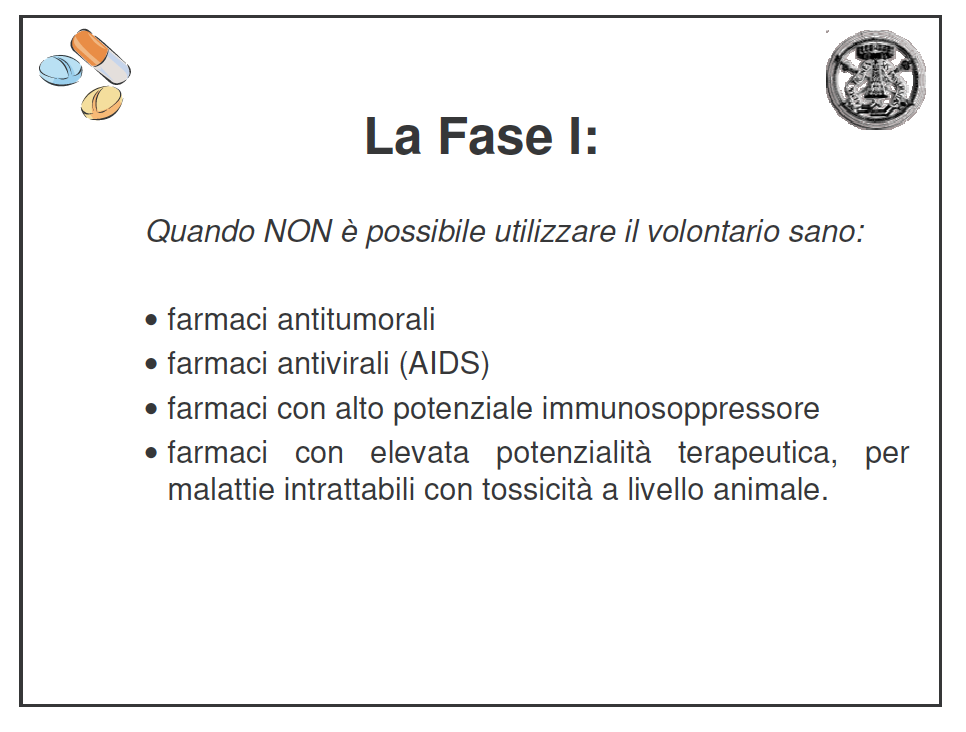 La Fase I:
Quando NON è possibile utilizzare il volontario sano:
• farmaci antitumorali
• farmaci antivirali (AIDS)
• farmaci con alto potenziale immunosoppressore
• farmaci con elevata potenzialità terapeutica, per
malattie intrattabili con tossicità a livello animale.